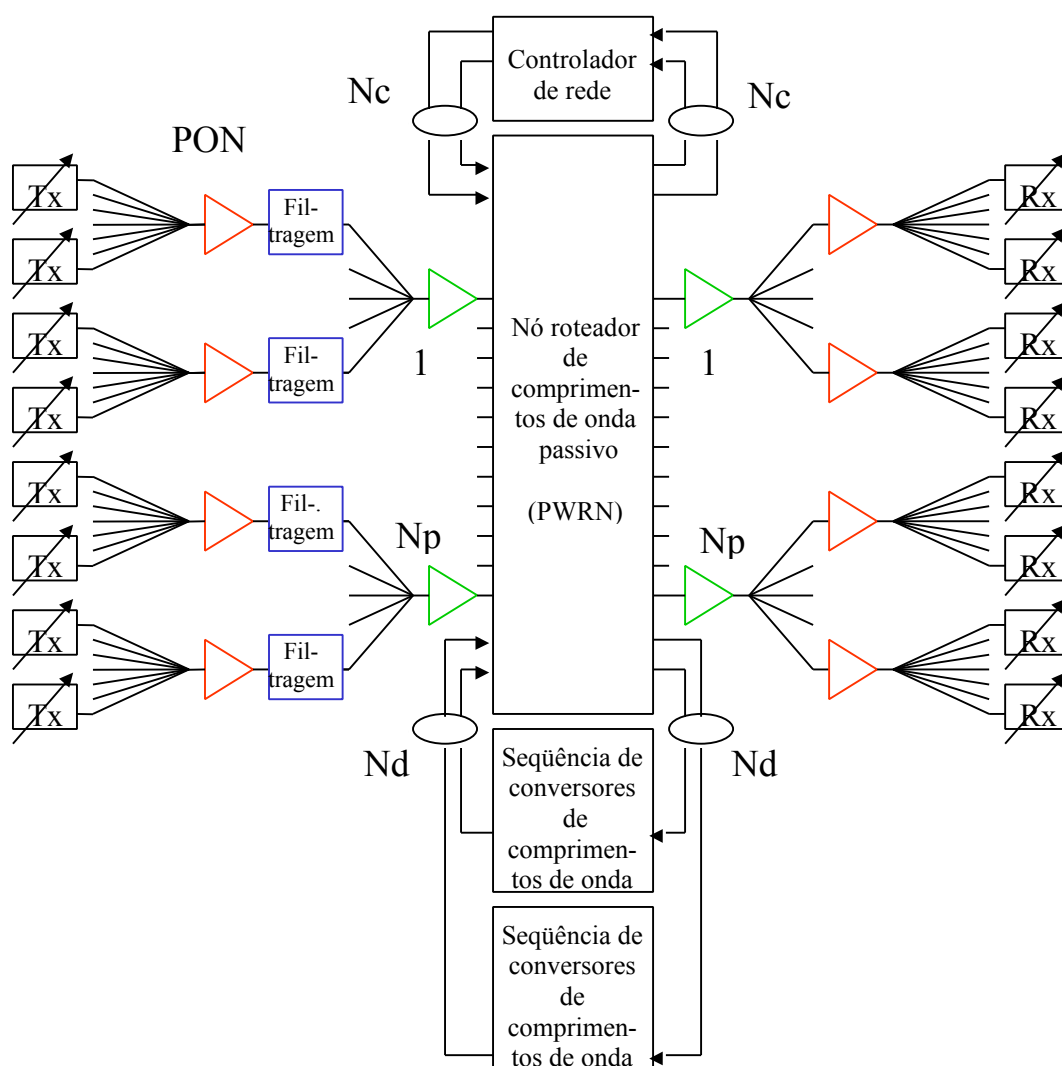 Controlador
de rede
Nc
Nc
PON
Tx
Tx
Tx
Tx
Tx
Tx
Tx
Tx
Fil-
tragem
Fil-
tragem
Fil-.
tragem
Fil-
tragem
1
Np
Nó roteador
de
comprimen-
tos de onda
passivo
(PWRN)
1
Np
Rx
Rx
Rx
Rx
Rx
Rx
Rx
Rx
Nd
Nd
Seqüência de
conversores
de
comprimen-
tos de onda
Seqüência de
conversores
de
comprimen-
tos de onda